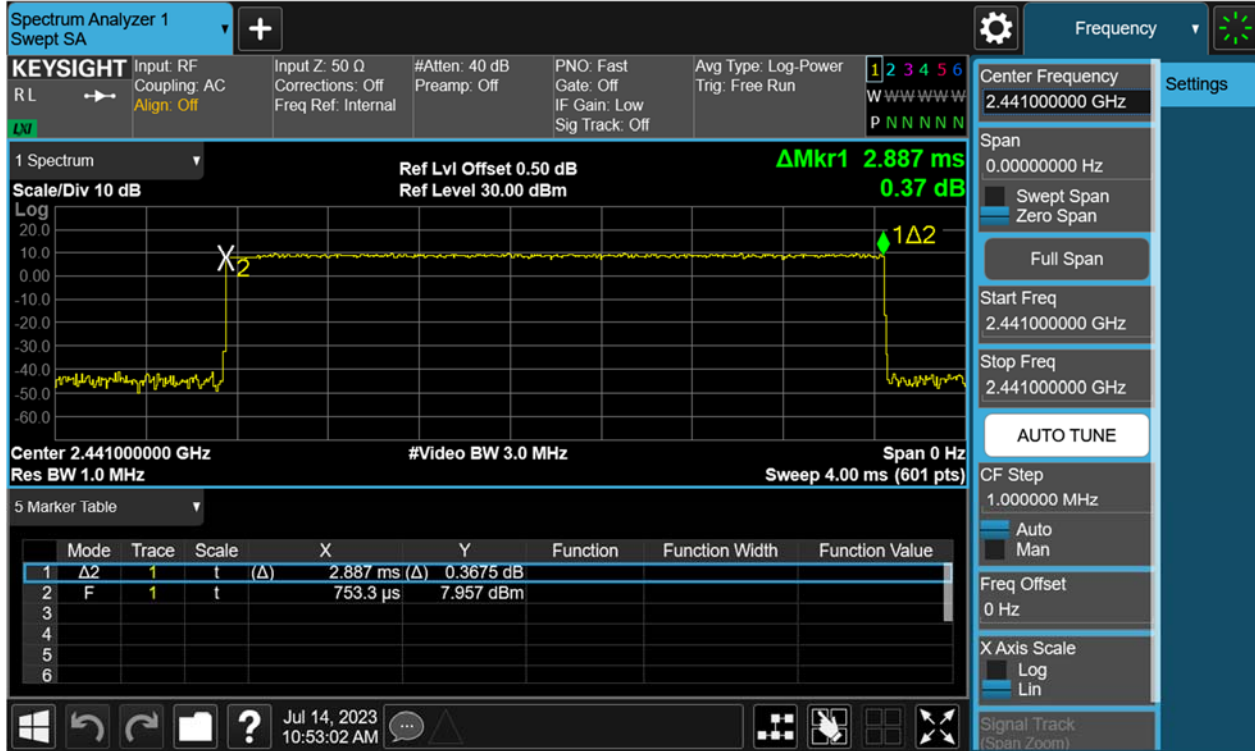 Spectrum Analyzer 1
Swept SA
+
Frequency
KEYSIGHT
R L
LXI
Input: RF
Coupling: AC
Align: Off
Input Z: 50 Ω
Corrections: Off
Freq Ref: Internal
#Atten: 40 dB
Preamp: Off
PNO: Fast
Gate: Off
IF Gain: Low
Sig Track: Off
Avg Type: Log-Power
Trig: Free Run
1 2 3 4 5 6
W W W W W W
P N N N N N
1 Spectrum
Scale/Div 10 dB
Ref Lvl Offset 0.50 dB
Ref Level 30.00 dBm
ΔMkr1 2.887 ms
0.37 dB
Log
20.0
10.0
0.00
-10.0
-20.0
-30.0
-40.0
-50.0
-60.0
X2
1Δ2
Center 2.441000000 GHz
#Video BW 3.0 MHz
Span 0 Hz
Res BW 1.0 MHz
Sweep 4.00 ms (601 pts)
5 Marker Table
Mode Trace Scale X Y Function Function Width Function Value
1 Δ2 1 t (Δ) 2.887 ms (Δ) 0.3675 dB
2 F 1 t 753.3 µs 7.957 dBm
3
4
5
6
?
Jul 14, 2023
10:53:02 AM
Center Frequency
2.441000000 GHz
Span
0.00000000 Hz
Swept Span
Zero Span
Full Span
Start Freq
2.441000000 GHz
Stop Freq
2.441000000 GHz
AUTO TUNE
CF Step
1.000000 MHz
Auto
Man
Freq Offset
0 Hz
X Axis Scale
Log
Lin
Signal Track
(Span Zoom)
Settings